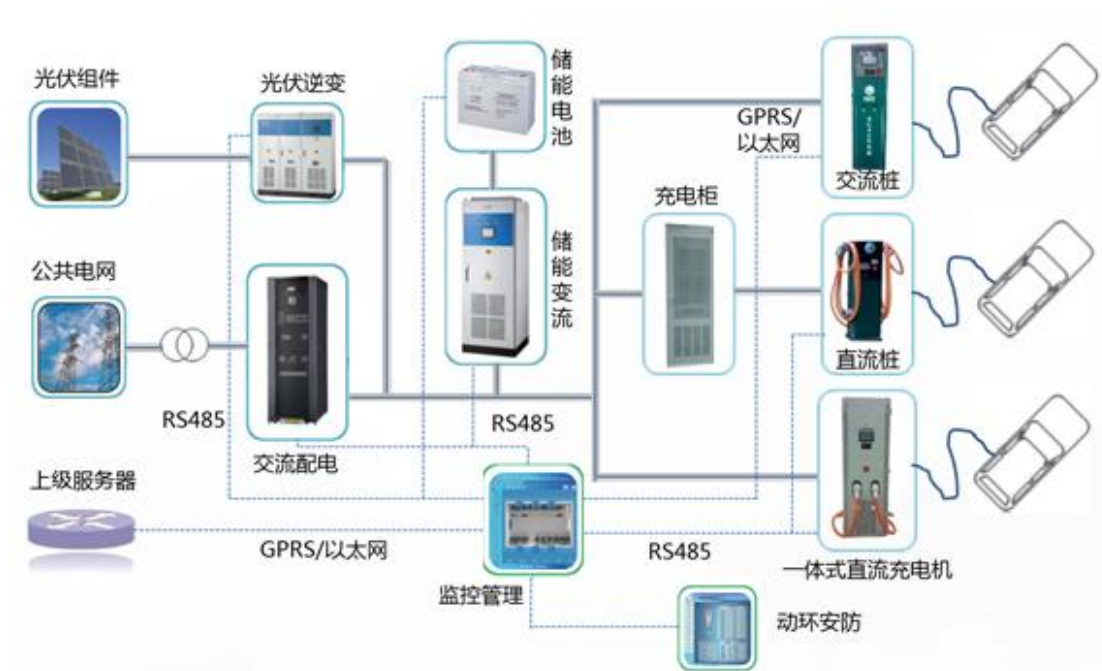 光伏组件
光伏逆变
储能电池
GPRS/
以太网
交流桩
公共电网
储能变流
充电柜
直流桩
RS485
交流配电
RS485
上级服务器
GPRS/以太网
监控管理
RS485
一体式直流充电机
动环安防